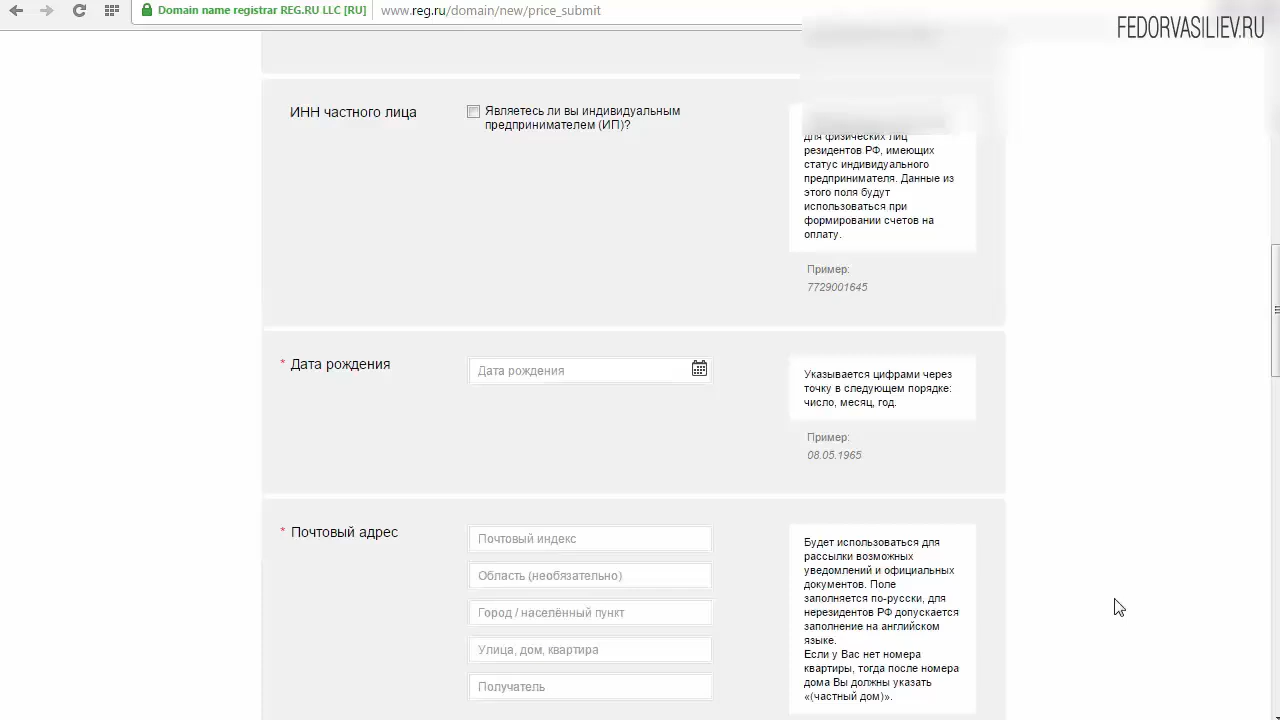 Domain name registrar REG.RU LLC [RU]
www.reg.ru/domain/new/price_submit
FEDORVASILIEV.RU
ИНН частного лица
Являетесь ли вы индивидуальным
предпринимателем (ИП)?
для физических лиц
резидентов РФ, имеющих
статус индивидуального
предпринимателя. Данные из
этого поля будут
использоваться при
формировании счетов на
оплату.
Пример:
7729001645
* Дата рождения
Дата рождения
Указывается цифрами через
точку в следующем порядке:
число, месяц, год.
Пример:
08.05.1965
* Почтовый адрес
Почтовый индекс
Область (необязательно)
Город / населённый пункт
Улица, дом, квартира
Получатель
Будет использоваться для
рассылки возможных
уведомлений и официальных
документов. Поле
заполняется по-русски, для
нерезидентов РФ допускается
заполнение на английском
языке.
Если у Вас нет номера
квартиры, тогда после номера
дома Вы должны указать
«(частный дом)».